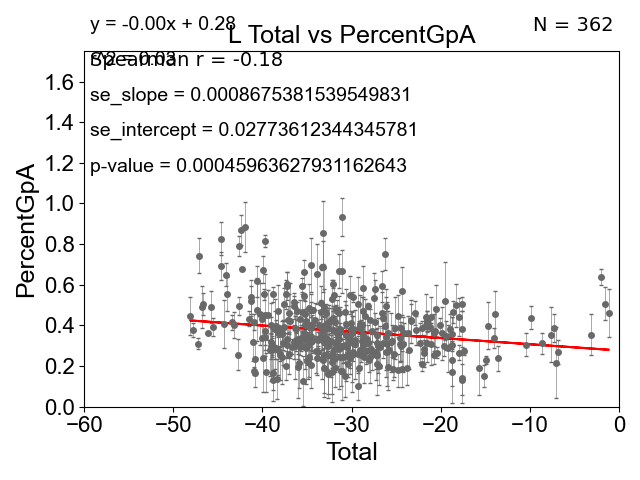 y = -0.00x + 0.28
L Total vs PercentGpA
N = 362
Spearman r = -0.18
se_slope = 0.0008675381539549831
se_intercept = 0.02773612344345781
p-value = 0.00045963627931162643
PercentGpA
1.6
1.4
1.2
1.0
0.8
0.6
0.4
0.2
0.0
−60
−50
−40
−30
−20
−10
0
Total